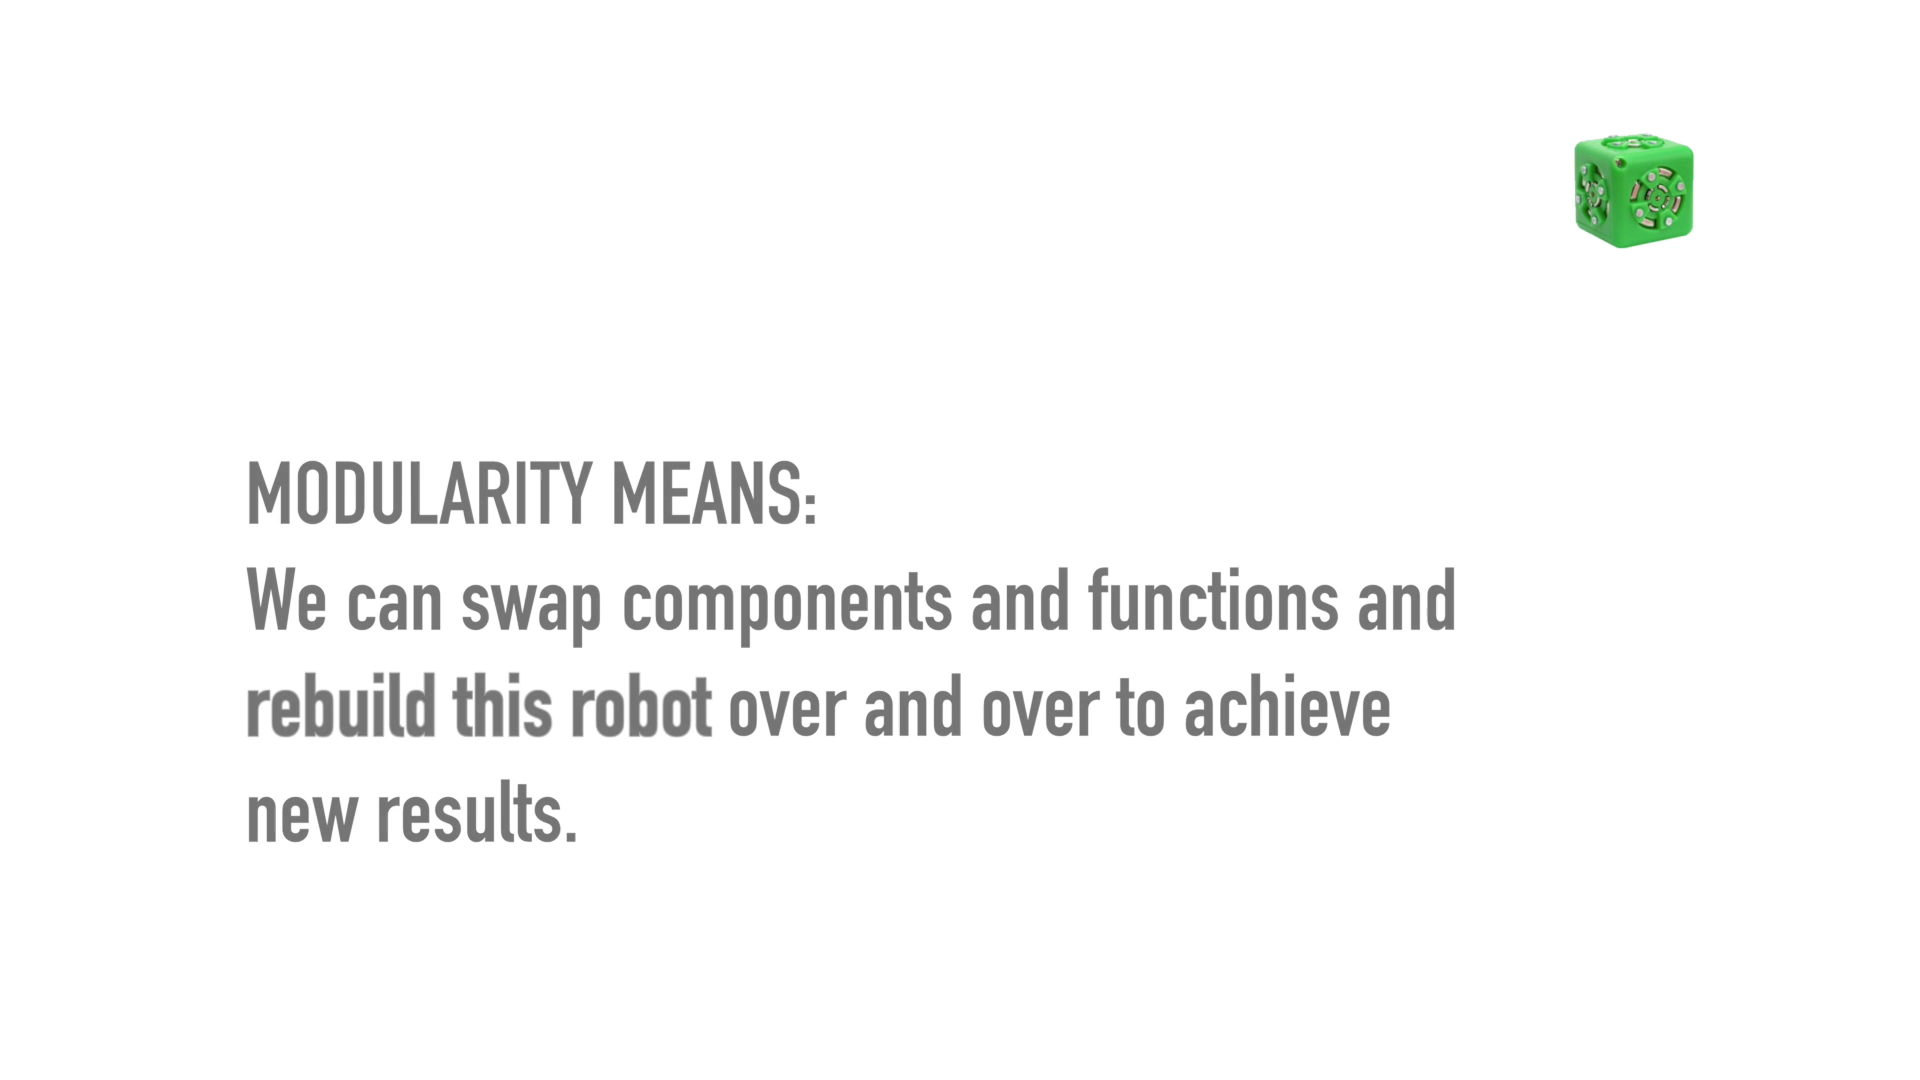 MODULARITY MEANS:
We can swap components and functions and
rebuild this robot over and over to achieve
new results.